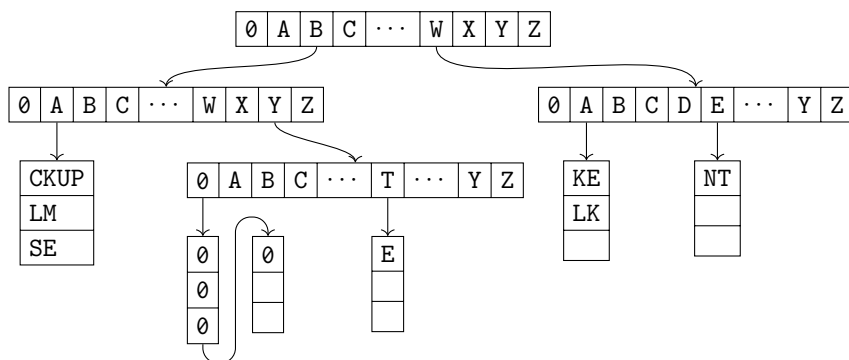 0 A B C ··· W X Y Z
0 A B C ··· W X Y Z
0 A B C D E ··· Y Z
CKUP
LM
SE
0 A B C ··· T ··· Y Z
KE
LK
NT
0
0
0
0
E